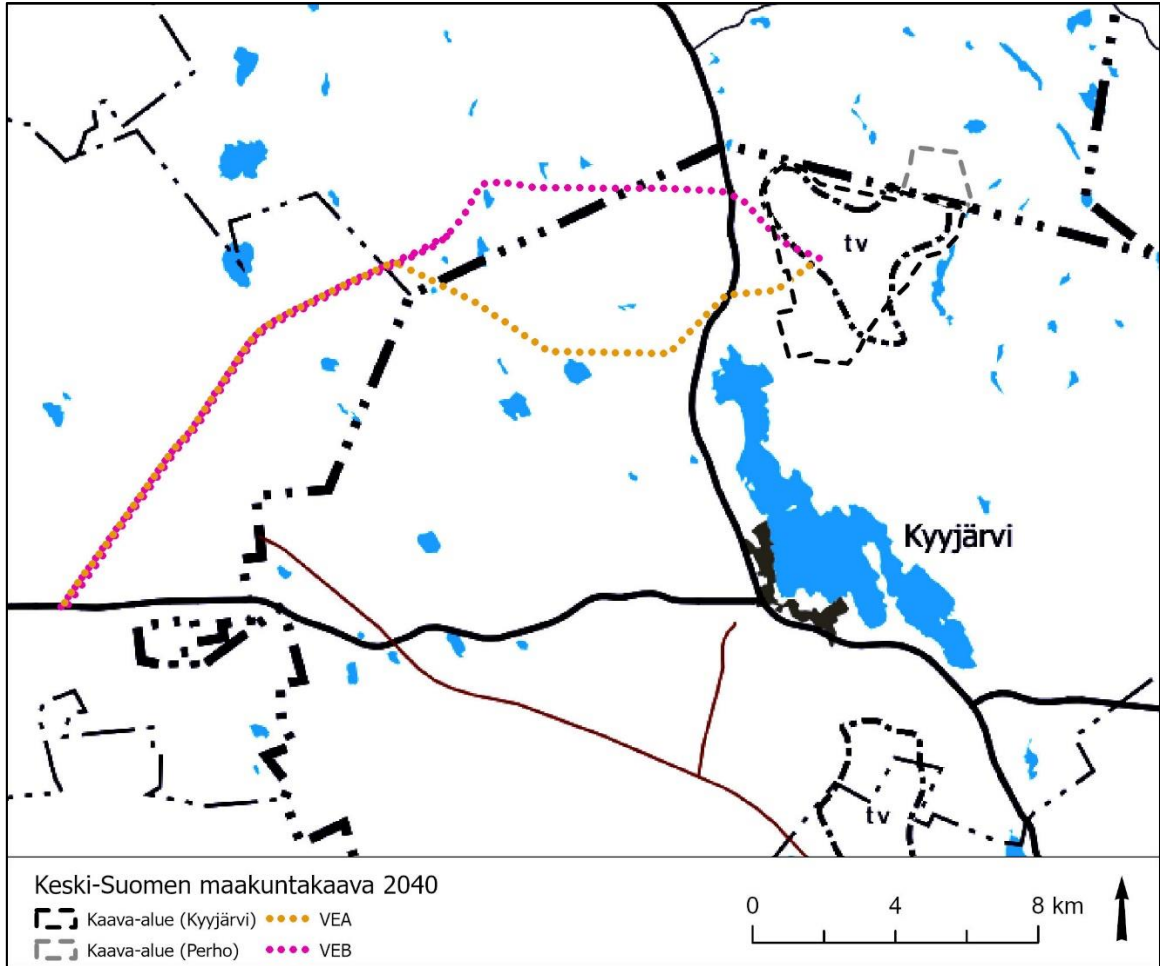 tv
Kyyjärvi
tv
Keski-Suomen maakuntakaava 2040
Kaava-alue (Kyyjärvi) VEA
Kaava-alue (Perho) VEB
0 4 8 km